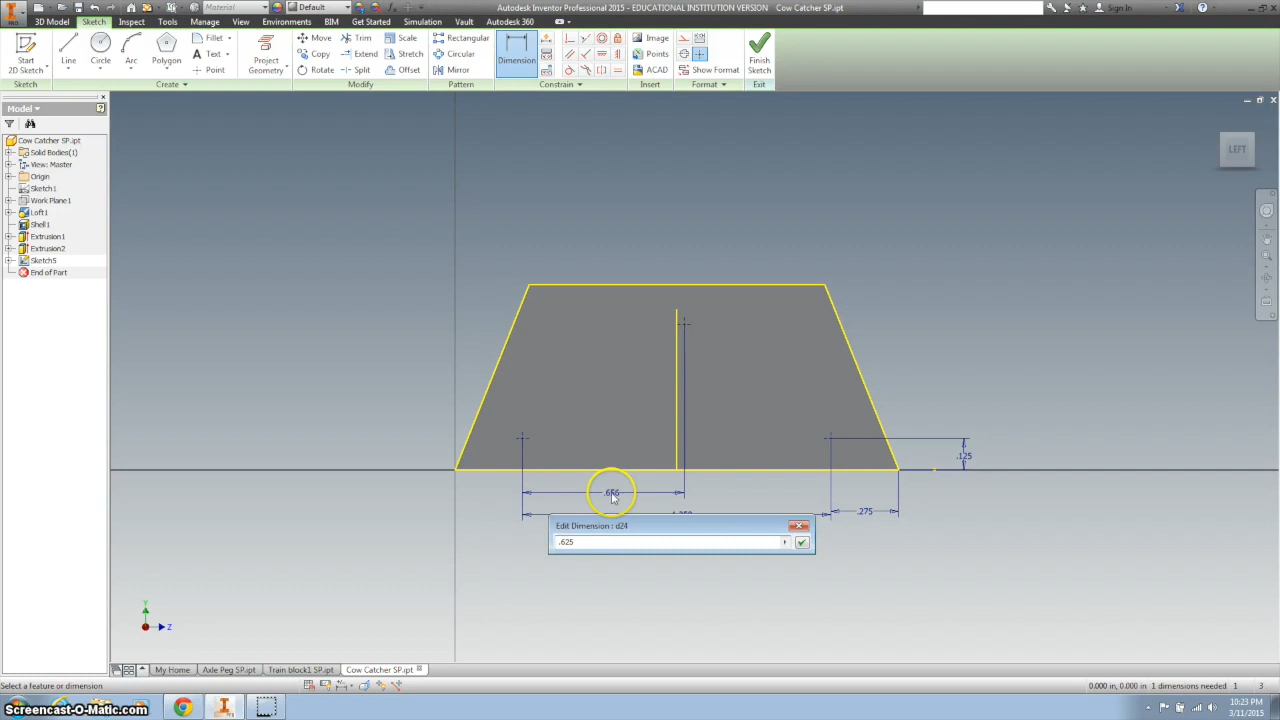 Material Default Autodesk Inventor Professional 2015 - EDUCATIONAL INSTITUTION VERSION Cow Catcher SP.ipt Sign In
PRO 3D Model Sketch Inspect Tools Manage View Environments BIM Get Started Simulation Vault Autodesk 360
Fillet Move Trim Scale Rectangular Image
Text Copy Extend Stretch Circular Points
Point Rotate Split Offset Mirror ACAD Show Format
Start
2D Sketch Line Circle Arc Polygon Project
Geometry Dimension Finish
Sketch
Sketch Create Modify Pattern Constrain Insert Format Exit
Model
Cow Catcher SP.ipt
Solid Bodies(1)
View: Master
Origin
Sketch1
Work Plane1
Loft1
Shell1
Extrusion1
Extrusion2
Sketch5
End of Part
LEFT
.125
.656
.275
Edit Dimension : d24
.625
Y
Z
My Home Axle Peg SP.ipt Train block1 SP.ipt Cow Catcher SP.ipt
Select a feature or dimension 0.000 in, 0.000 in 1 dimensions needed 1 3
Screencast-O-Matic.com
10:23 PM
3/11/2015